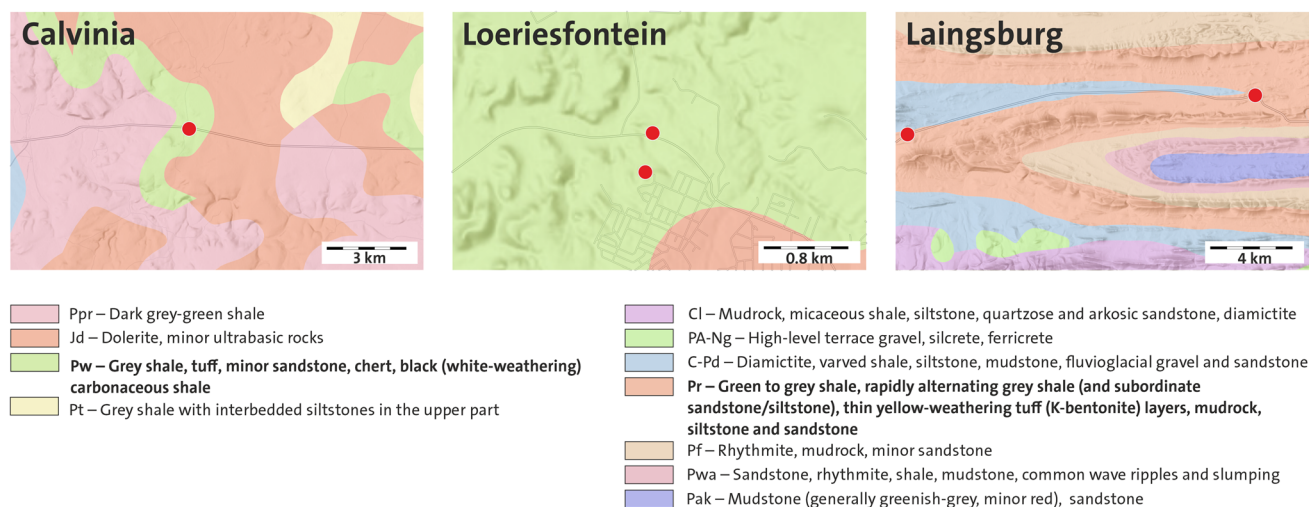 Calvinia
Loeriesfontein
Laingsburg
3 km
0.8 km
4 km
Ppr – Dark grey-green shale
Jd – Dolerite, minor ultrabasic rocks
Pw – Grey shale, tuff, minor sandstone, chert, black (white-weathering)
carbonaceous shale
Pt – Grey shale with interbedded siltstones in the upper part
Cl – Mudrock, micaceous shale, siltstone, quartzose and arkosic sandstone, diamictite
PA-Ng – High-level terrace gravel, silcrete, ferricrete
C-Pd – Diamictite, varved shale, siltstone, mudstone, fluvioglacial gravel and sandstone
Pr – Green to grey shale, rapidly alternating grey shale (and subordinate
sandstone/siltstone), thin yellow-weathering tuff (K-bentonite) layers, mudrock,
siltstone and sandstone
Pf – Rhythmite, mudrock, minor sandstone
Pwa – Sandstone, rhythmite, shale, mudstone, common wave ripples and slumping
Pak – Mudstone (generally greenish-grey, minor red), sandstone